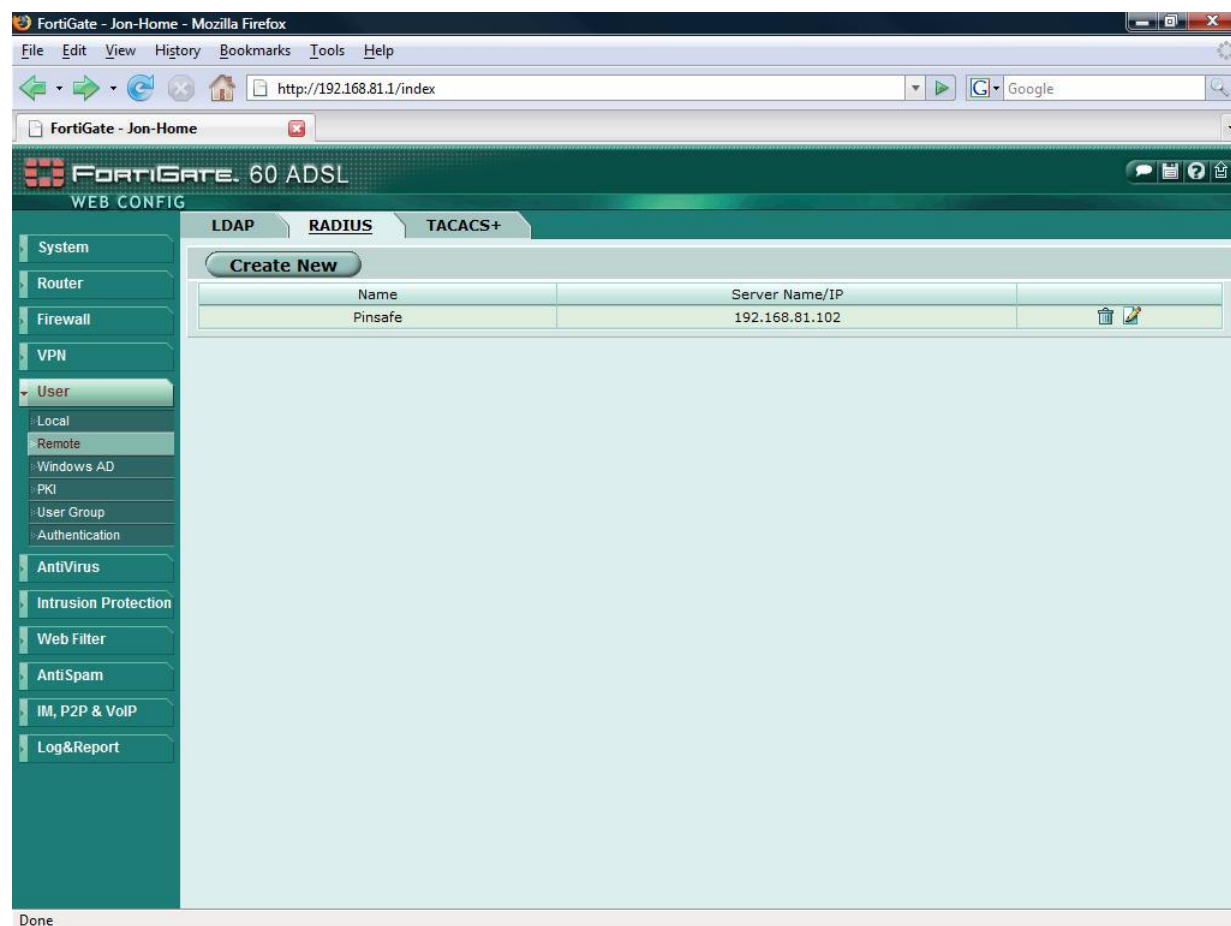 FortiGate - Jon-Home - Mozilla Firefox
File Edit View History Bookmarks Tools Help
http://192.168.81.1/index
G Google
FortiGate - Jon-Home
FORTIGATE. 60 ADSL
WEB CONFIG
LDAP RADIUS TACACS+
Create New
Name Server Name/IP
Pinsafe 192.168.81.102
System
Router
Firewall
VPN
User
Local
Remote
Windows AD
PKI
User Group
Authentication
AntiVirus
Intrusion Protection
Web Filter
AntiSpam
IM, P2P & VoIP
Log&Report
Done